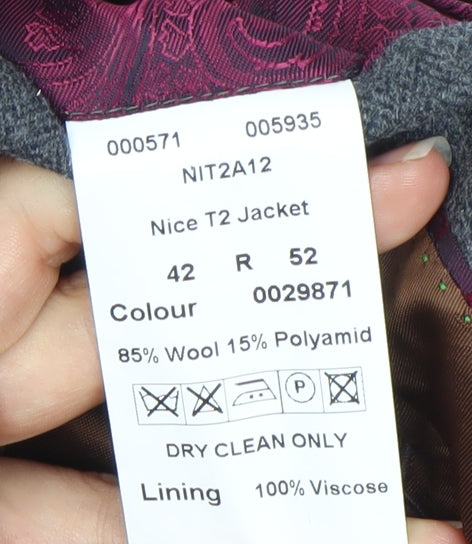 000571 005935
NIT2A12
Nice T2 Jacket
42 R 52
Colour 0029871
85% Wool 15% Polyamid
P
DRY CLEAN ONLY
Lining 100% Viscose